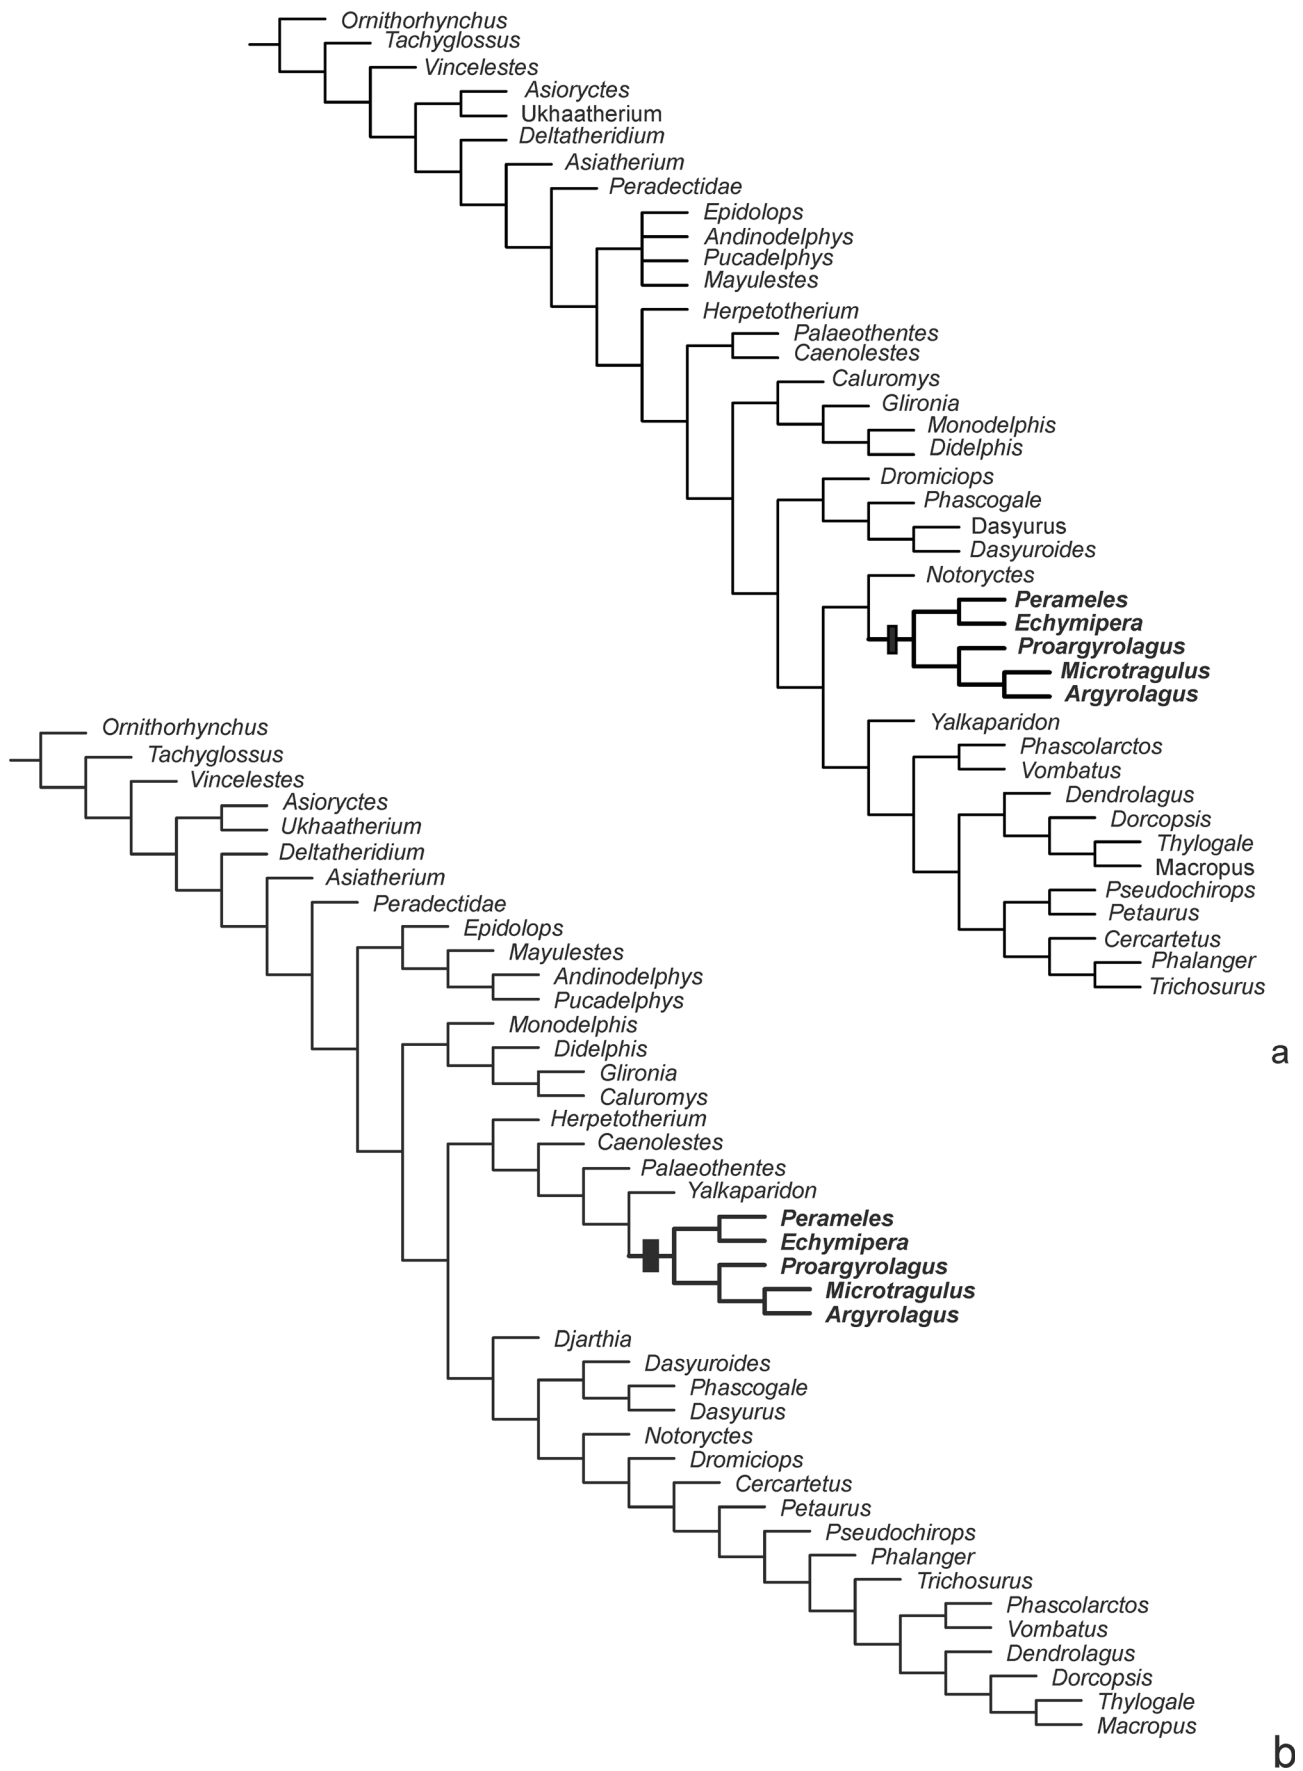 Ornithorhynchus
Tachyglossus
Vincelestes
Asioryctes
Ukhaatherium
Deltatheridium
Asiatherium
Peradectidae
Epidolops
Andinodelphys
Pucadelphys
Mayulestes
Herpetotherium
Palaeothentes
Caenolestes
Caluromys
Glironia
Monodelphis
Didelphis
Dromiciops
Phascogale
Dasyurus
Dasyuroides
Notoryctes
Perameles
Echymipera
Proargyrolagus
Microtragulus
Argyrolagus
Yalkaparidon
Phascolarctos
Vombatus
Dendrolagus
Dorcopsis
Thylogale
Macropus
Pseudochirops
Petaurus
Cercartetus
Phalanger
Trichosurus
a
Ornithorhynchus
Tachyglossus
Vincelestes
Asioryctes
Ukhaatherium
Deltatheridium
Asiatherium
Peradectidae
Epidolops
Mayulestes
Andinodelphys
Pucadelphys
Monodelphis
Didelphis
Glironia
Caluromys
Herpetotherium
Caenolestes
Palaeothentes
Yalkaparidon
Perameles
Echymipera
Proargyrolagus
Microtragulus
Argyrolagus
Djarthia
Dasyuroides
Phascogale
Dasyurus
Notoryctes
Dromiciops
Cercartetus
Petaurus
Pseudochirops
Phalanger
Trichosurus
Phascolarctos
Vombatus
Dendrolagus
Dorcopsis
Thylogale
Macropus
b